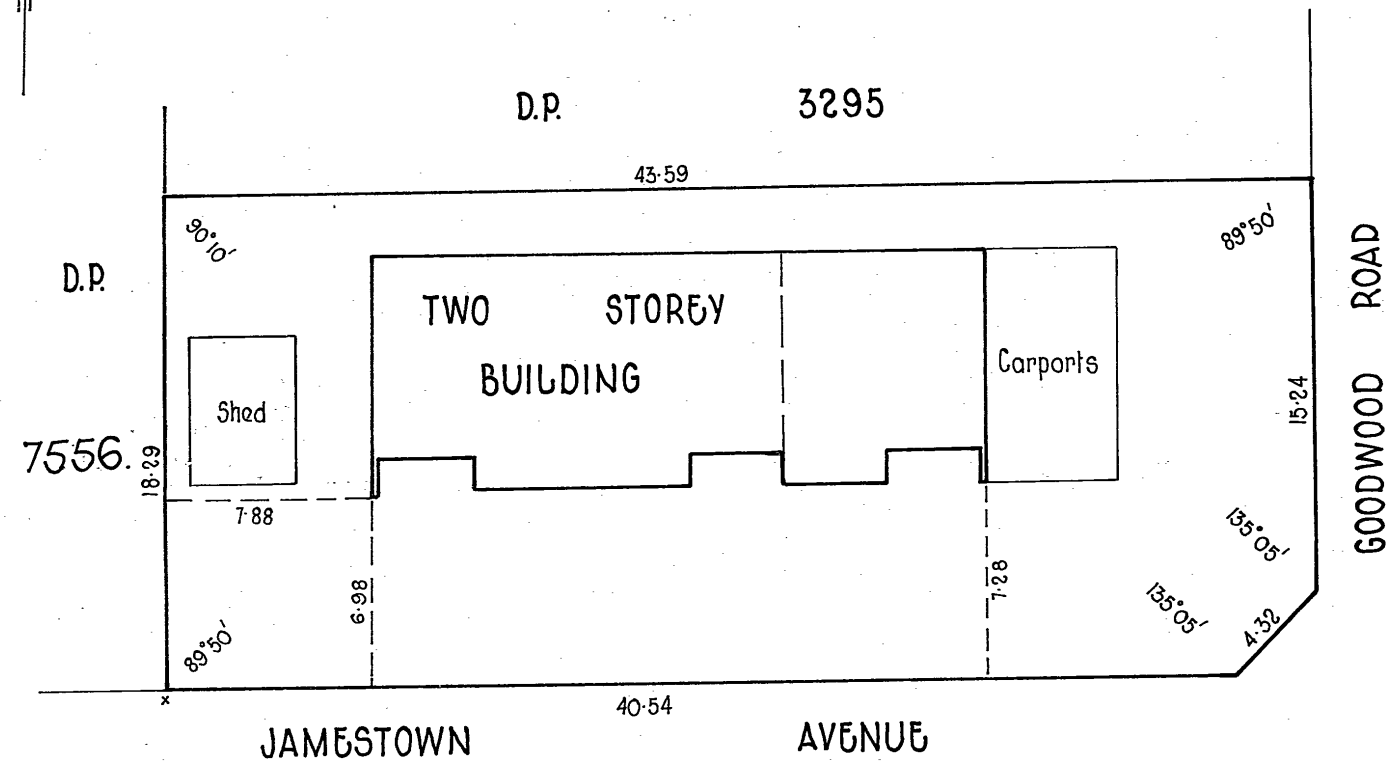 D.P. 3295
43·59
90°10'
89°50'
D.P.
TWO STOREY
BUILDING
Carports
Shed
7556.
18·29
7·88
6·98
7·28
15·24
GOODWOOD ROAD
135°05'
135°05'
4·32
89°50'
x
40·54
JAMESTOWN AVENUE